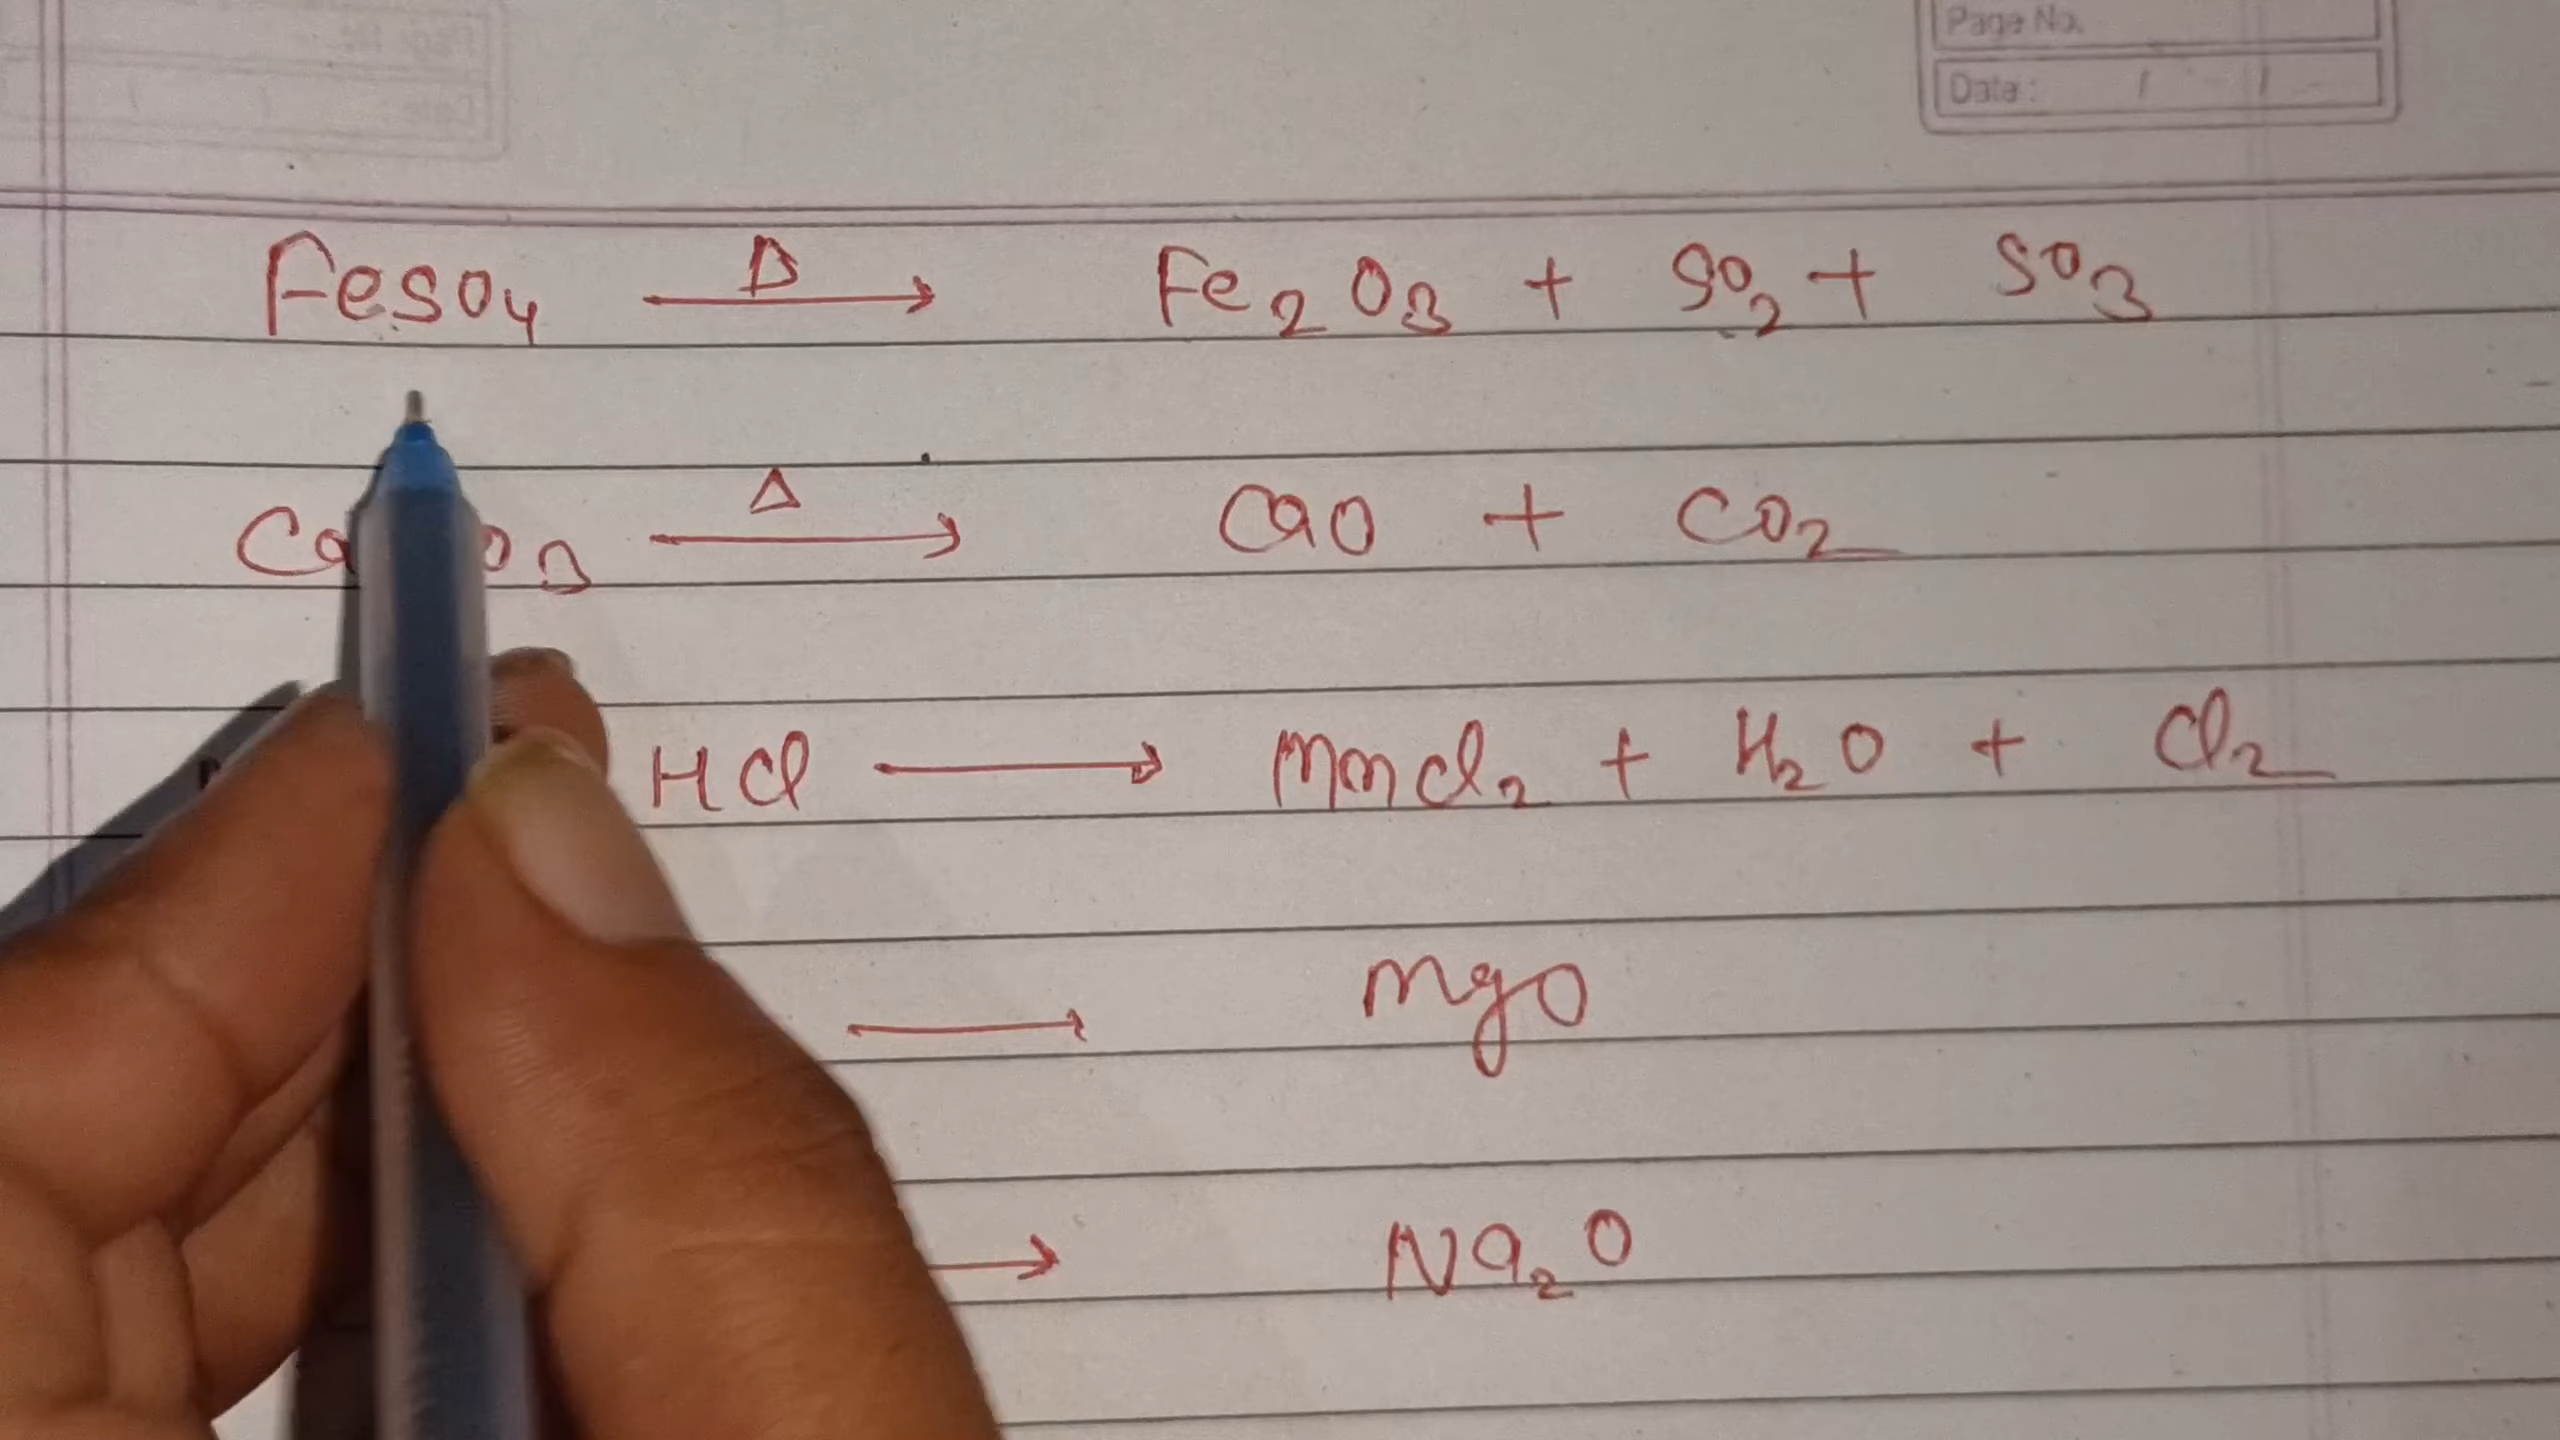 Page No.
Date : / /
FeSO4 Δ→ Fe2O3 + SO2 + SO3
Ca O3 Δ→ CaO + CO2
HCl → MnCl2 + H2O + Cl2
→ MgO
→ Na2O